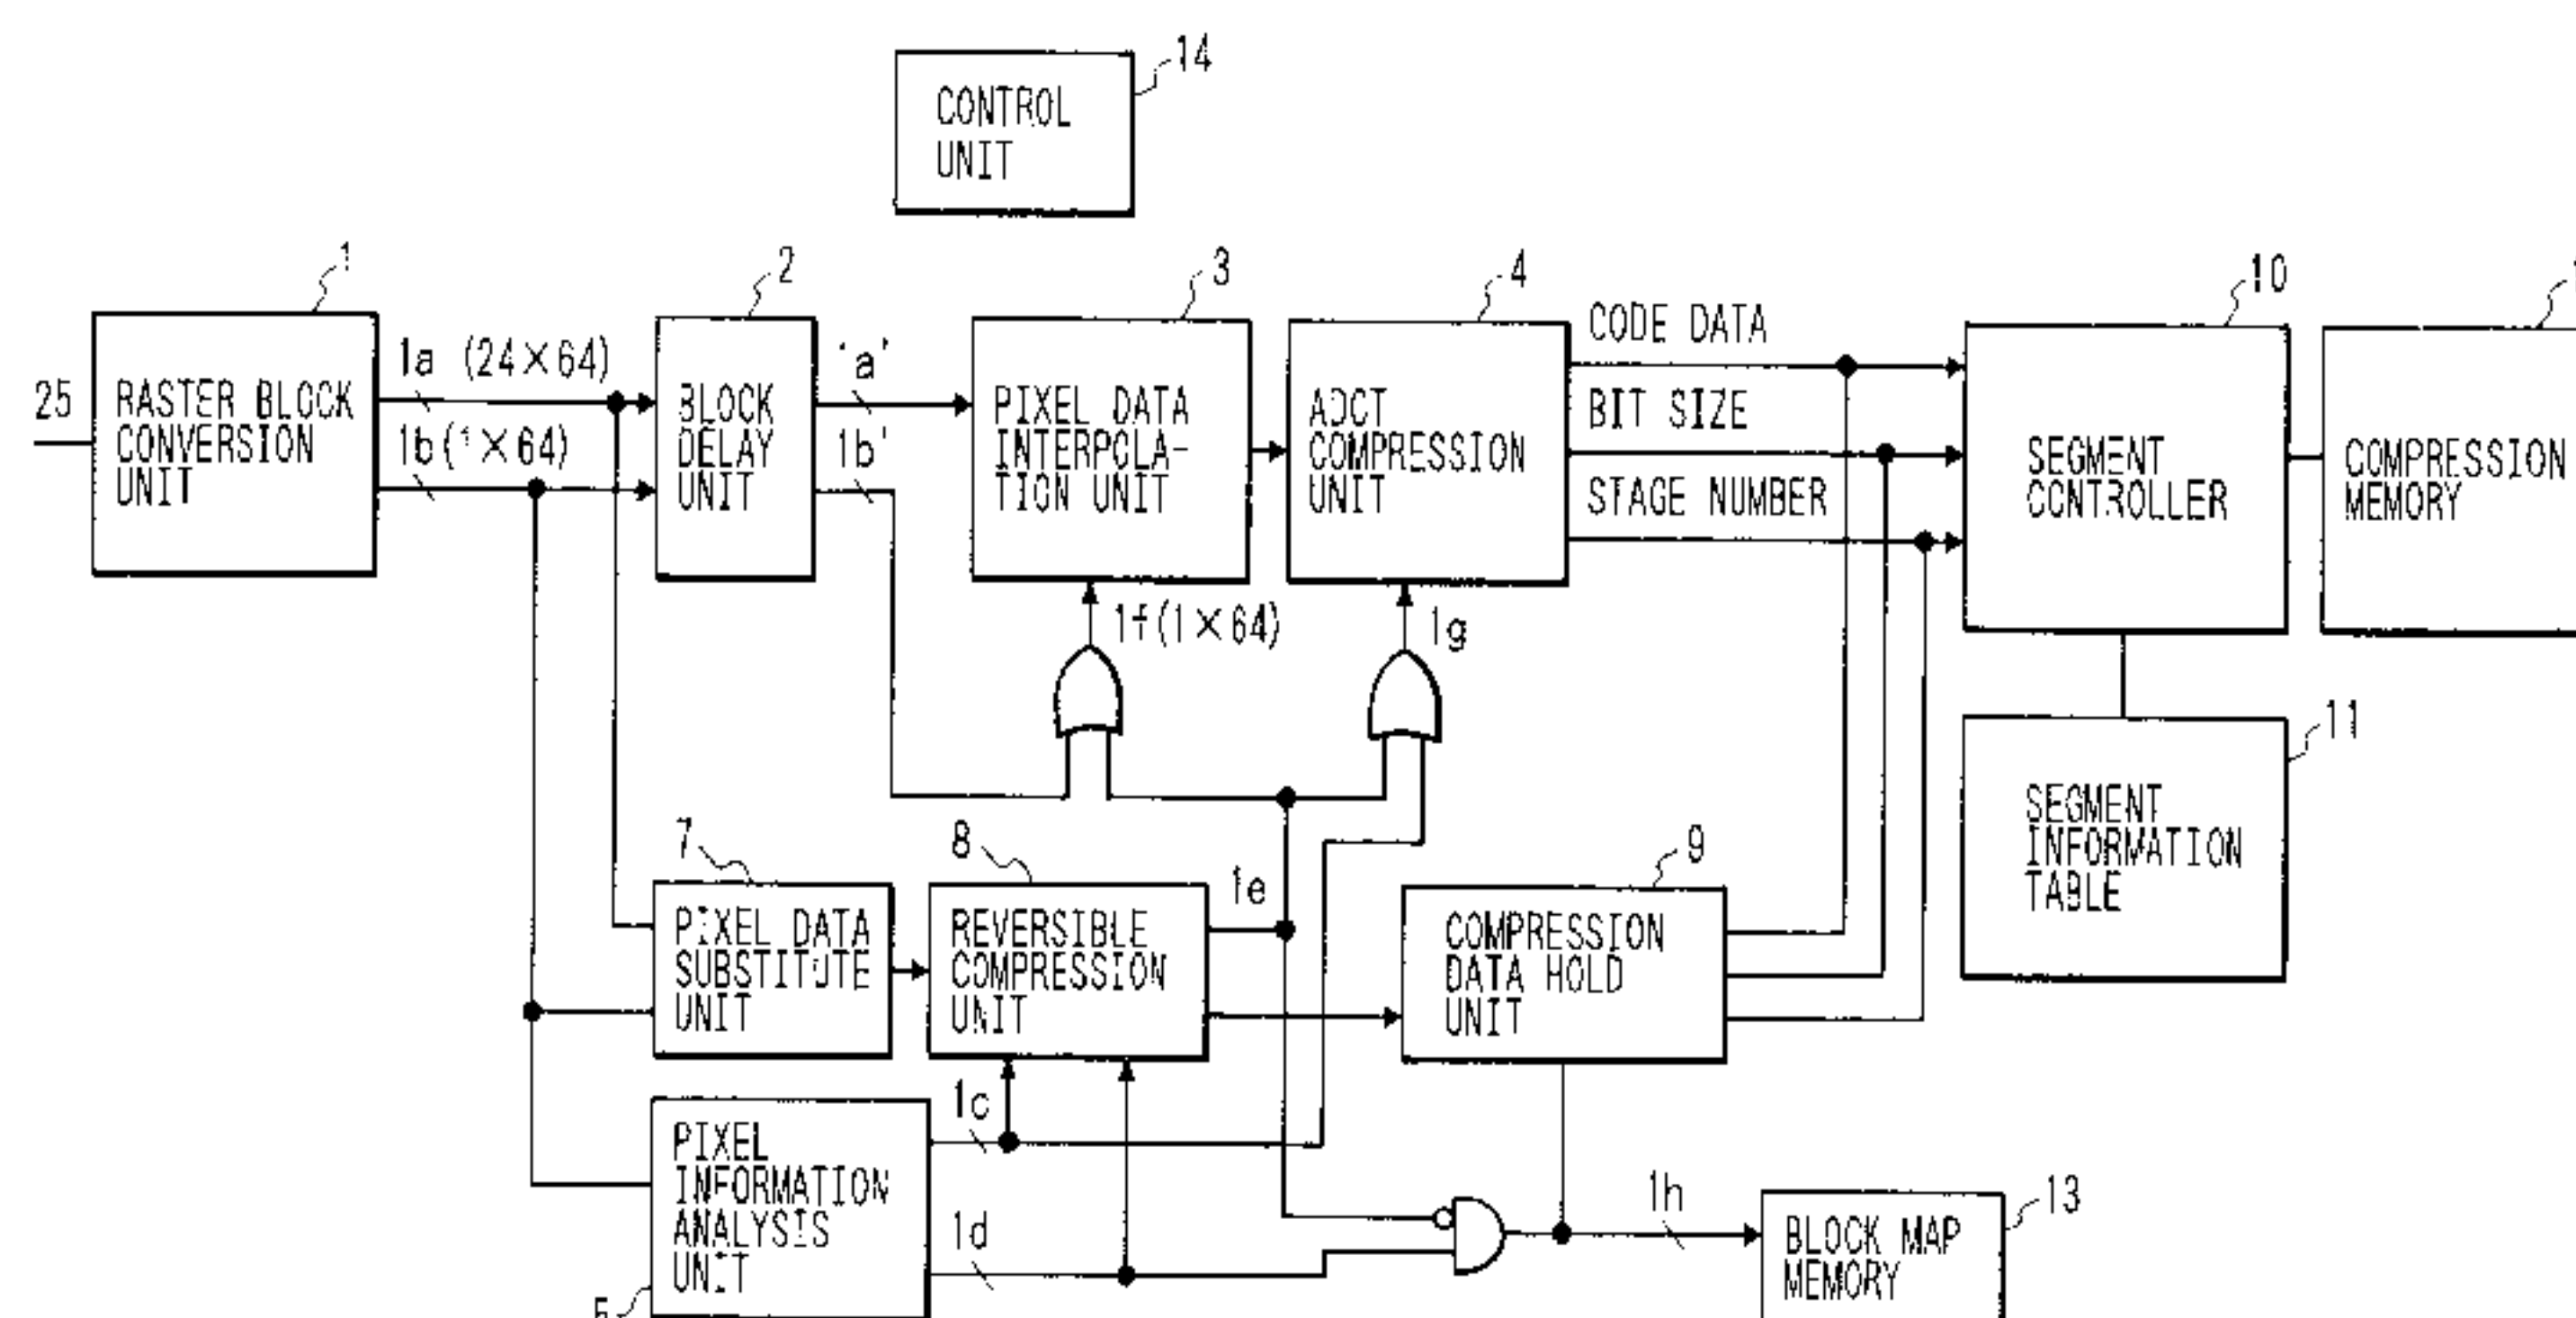 CONTROL
UNIT
14
1
2
3
4
10
25
RASTER BLOCK
CONVERSION
UNIT
1a (24×64)
1b (1×64)
BLOCK
DELAY
UNIT
'a'
1b'
PIXEL DATA
INTERPCLA-
TION UNIT
ADCT
COMPRESSION
UNIT
CODE DATA
BIT SIZE
STAGE NUMBER
SEGMENT
CONTROLLER
COMPRESSION
MEMORY
1f (1×64)
1g
11
SEGMENT
INFORMATION
TABLE
7
8
1e
9
PIXEL DATA
SUBSTITUTE
UNIT
REVERSIBLE
COMPRESSION
UNIT
COMPRESSION
DATA HOLD
UNIT
1c
PIXEL
INFORMATION
ANALYSIS
UNIT
1d
1h
13
BLOCK MAP
MEMORY